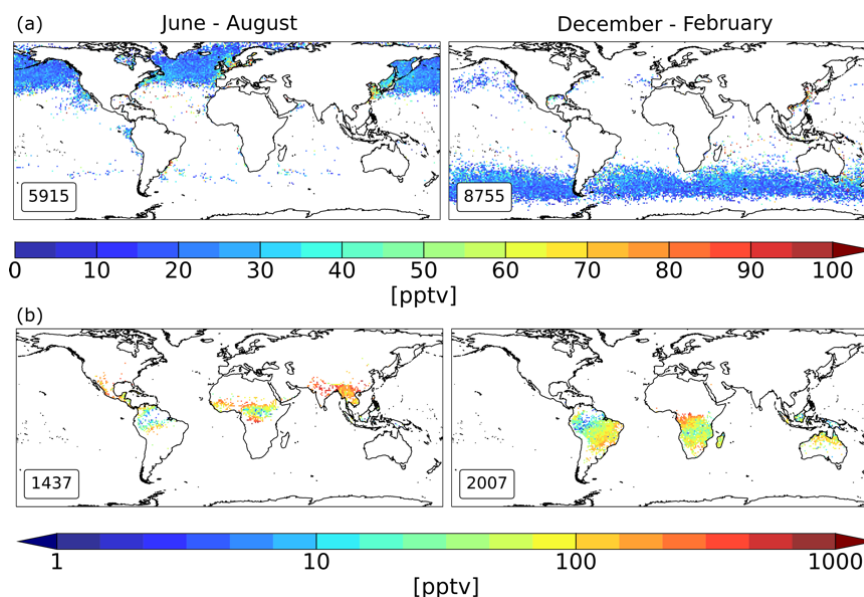 (a)
June - August
December - February
5915
8755
0 10 20 30 40 50 60 70 80 90 100
[pptv]
(b)
1437
2007
1 10 100 1000
[pptv]